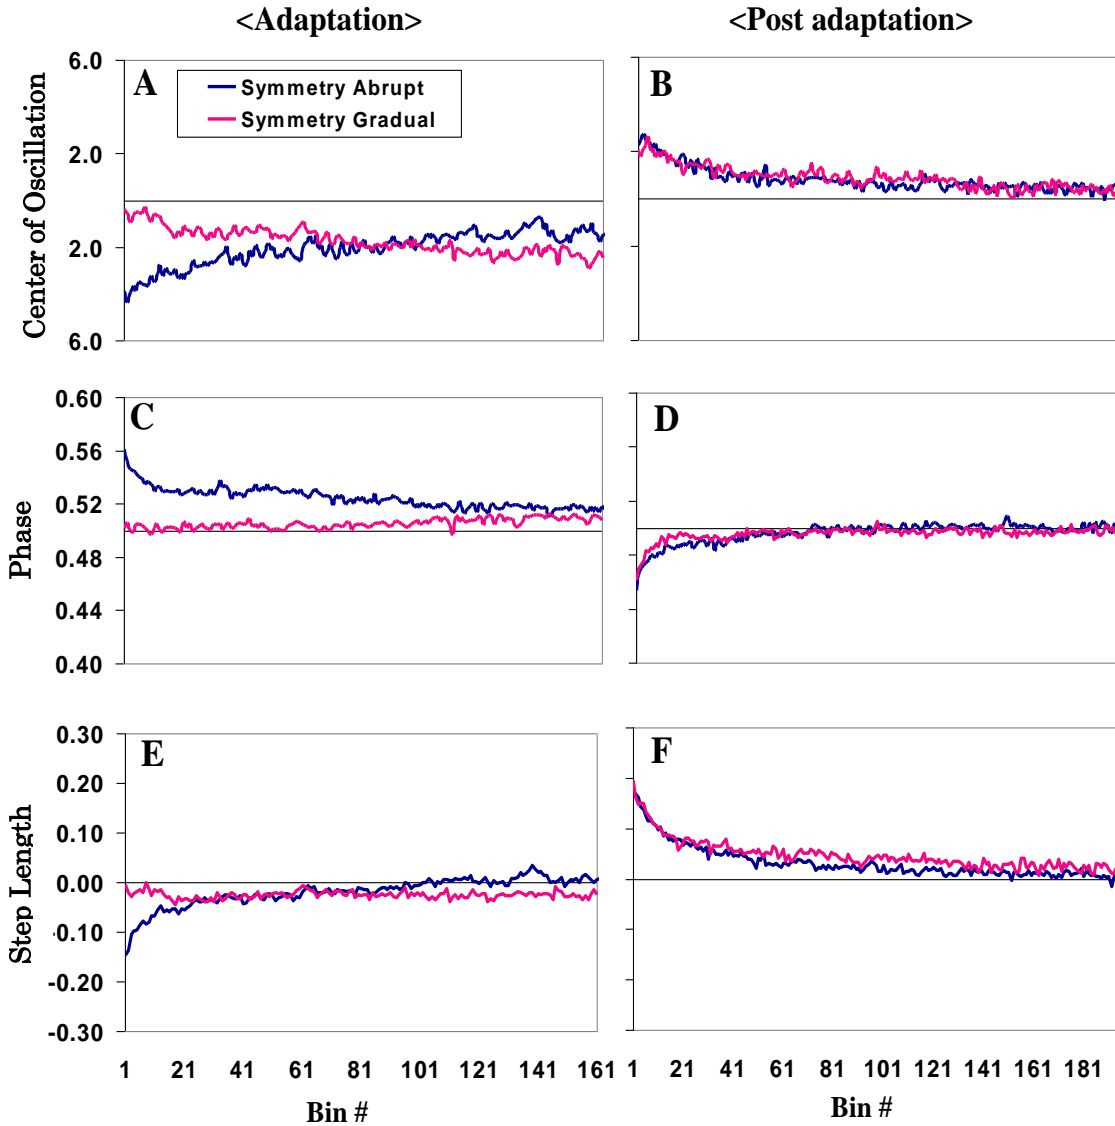 <Adaptation>
<Post adaptation>
Center of Oscillation
6.0
2.0
2.0
6.0
A
Symmetry Abrupt
Symmetry Gradual
B
Phase
0.60
0.56
0.52
0.48
0.44
0.40
C
D
Step Length
0.30
0.20
0.10
0.00
-0.10
-0.20
-0.30
E
F
1 21 41 61 81 101 121 141 161
1 21 41 61 81 101 121 141 161 181
Bin #
Bin #